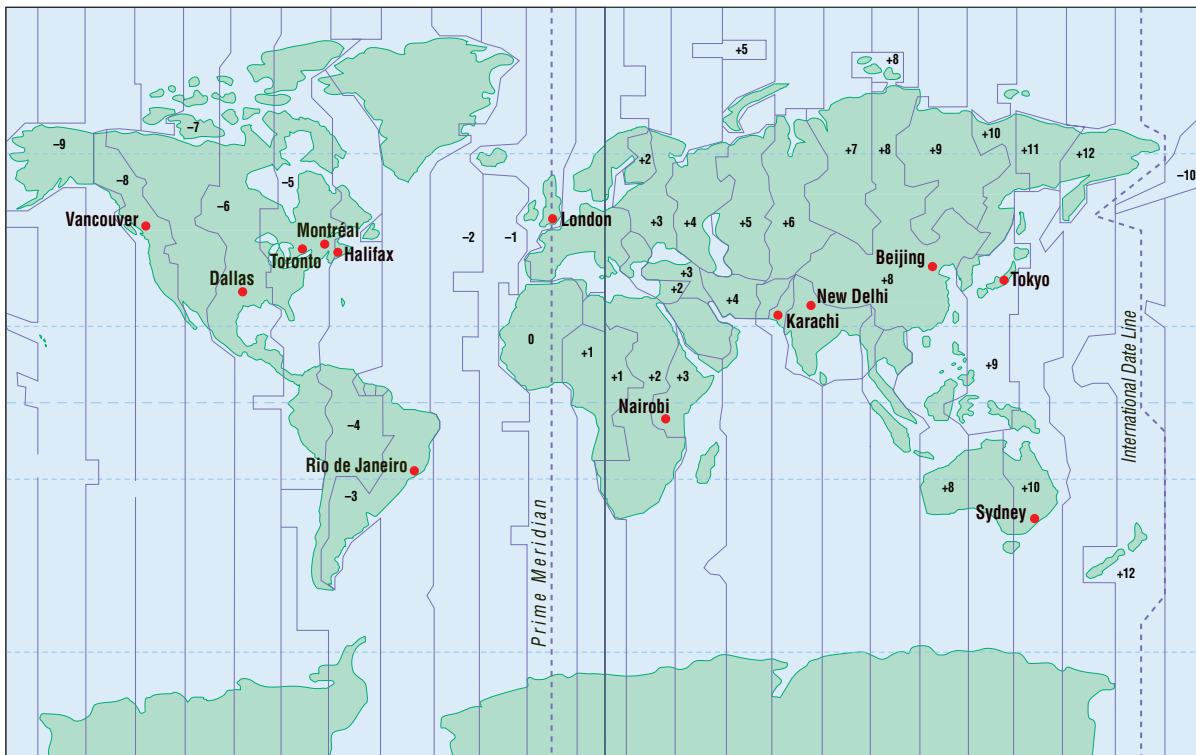 +5
+8
−7
−9
+10
+7
+8
+9
+11
+12
+2
−10
−8
−5
−6
Vancouver
London
+3
+4
+5
+6
−2
−1
Montréal
Toronto
Halifax
Beijing
+3
+8
Dallas
+2
Tokyo
+4
New Delhi
Karachi
0
+1
+9
+1
+2
+3
Nairobi
International Date Line
−4
Rio de Janeiro
−3
+8
+10
Sydney
Prime Meridian
+12